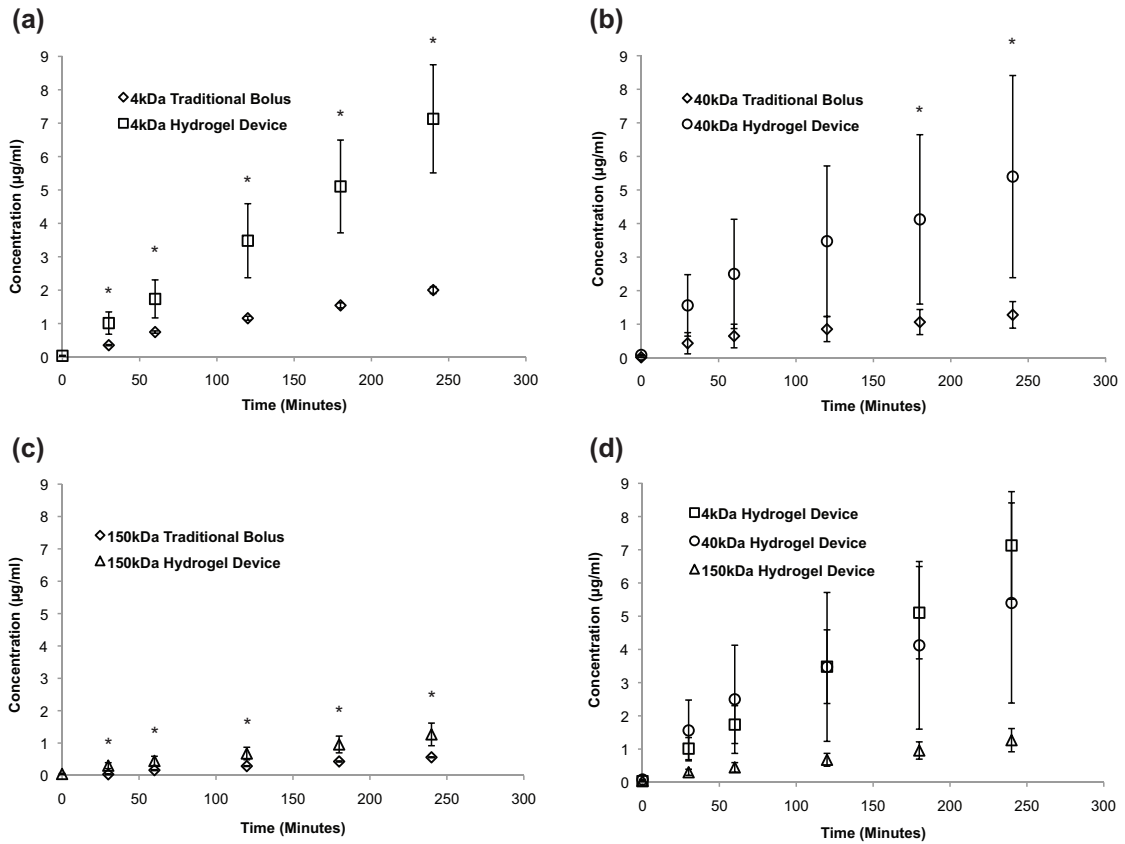 (a)
*
9
8
7
6
5
4
3
2
1
0
Concentration (µg/ml)
4kDa Traditional Bolus
4kDa Hydrogel Device
*
*
*
*
0 50 100 150 200 250 300
Time (Minutes)
(b)
*
9
8
7
6
5
4
3
2
1
0
Concentration (µg/ml)
40kDa Traditional Bolus
40kDa Hydrogel Device
*
0 50 100 150 200 250 300
Time (Minutes)
(c)
9
8
7
6
5
4
3
2
1
0
Concentration (µg/ml)
150kDa Traditional Bolus
150kDa Hydrogel Device
*
*
*
*
*
0 50 100 150 200 250 300
Time (Minutes)
(d)
9
8
7
6
5
4
3
2
1
0
Concentration (µg/ml)
4kDa Hydrogel Device
40kDa Hydrogel Device
150kDa Hydrogel Device
0 50 100 150 200 250 300
Time (Minutes)